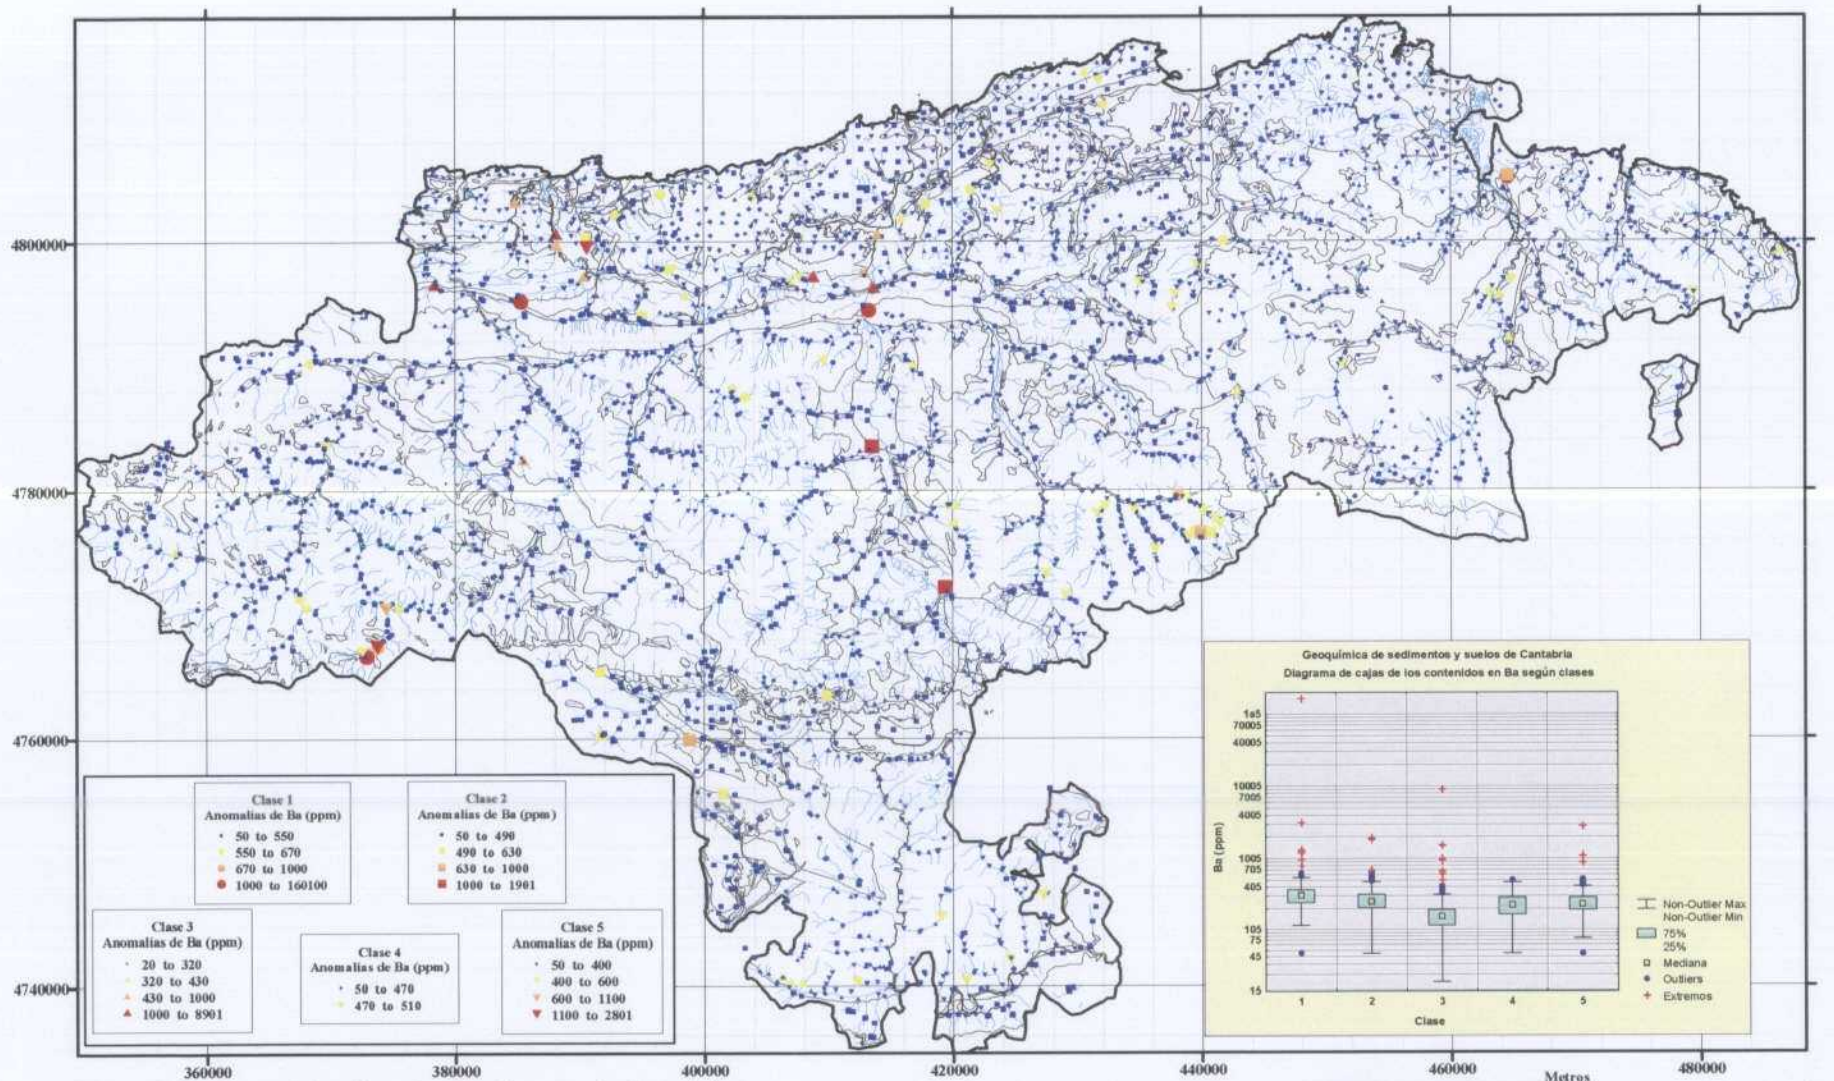 4800000
4780000
4760000
4740000
360000
380000
400000
420000
440000
460000
480000
Metros
Clase 1
Anomalías de Ba (ppm)
50 to 550
550 to 670
670 to 1000
1000 to 160100
Clase 2
Anomalías de Ba (ppm)
50 to 490
490 to 630
630 to 1000
1000 to 1901
Clase 3
Anomalías de Ba (ppm)
20 to 320
320 to 430
430 to 1000
1000 to 8901
Clase 4
Anomalías de Ba (ppm)
50 to 470
470 to 510
Clase 5
Anomalías de Ba (ppm)
50 to 400
400 to 600
600 to 1100
1100 to 2801
Geoquímica de sedimentos y suelos de Cantabria
Diagrama de cajas de los contenidos en Ba según clases
Ba (ppm)
1e5
70005
40005
10005
7005
4005
1005
705
405
105
75
45
15
1
2
3
4
5
Clase
Non-Outlier Max
Non-Outlier Min
75%
25%
Mediana
Outliers
Extremos